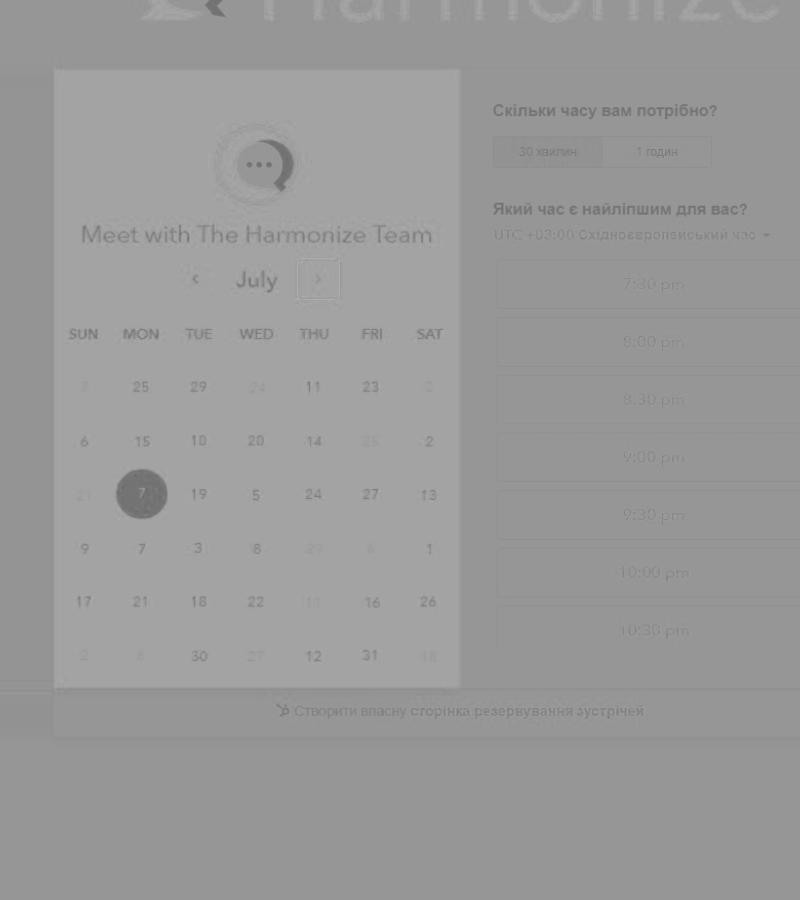 Harmonize
Скільки часу вам потрібно?
30 хвилин 1 годин
Який час є найліпшим для вас?
UTC +03:00 Східноєвропейський час
Meet with The Harmonize Team
July
SUN MON TUE WED THU FRI SAT
25 29 24 11 23 2
6 15 10 20 14 25 2
21 7 19 5 24 27 13
9 7 3 8 29 6 1
17 21 18 22 11 16 26
2 6 30 27 12 31 18
7:30 pm
8:00 pm
8:30 pm
9:00 pm
9:30 pm
10:00 pm
10:30 pm
Створити власну сторінка резервування зустрічей